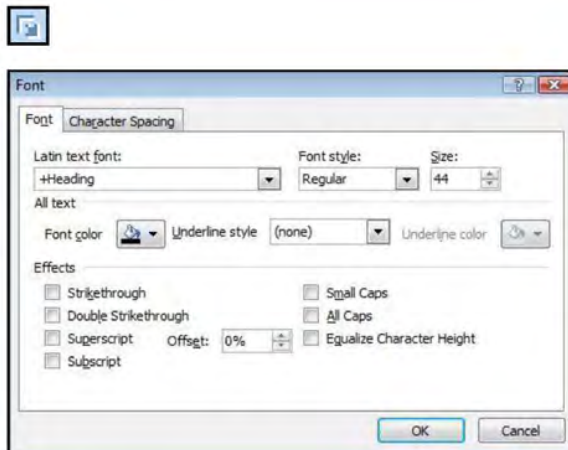 Font
Font Character Spacing
Latin text font: Font style: Size:
+Heading Regular 44
All text
Font color Underline style (none) Underline color
Effects
Strikethrough Small Caps
Double Strikethrough All Caps
Superscript Offset: 0% Equalize Character Height
Subscript
OK Cancel